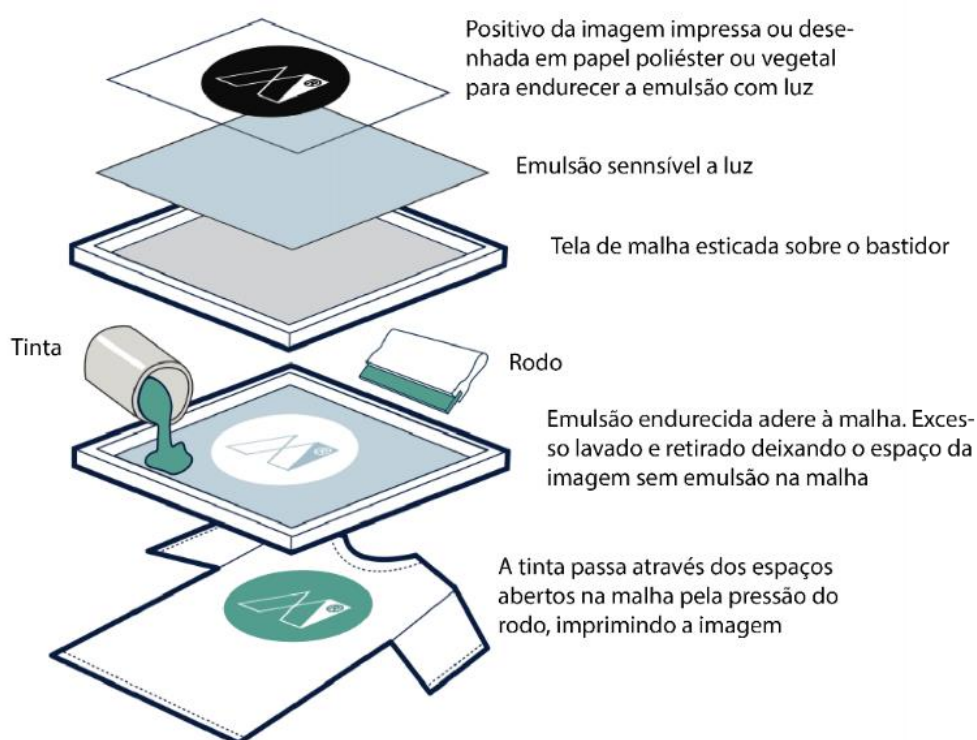 Positivo da imagem impressa ou dese-
nhada em papel poliéster ou vegetal
para endurecer a emulsão com luz
Emulsão sennsível a luz
Tela de malha esticada sobre o bastidor
Tinta
Rodo
Emulsão endurecida adere à malha. Exces-
so lavado e retirado deixando o espaço da
imagem sem emulsão na malha
A tinta passa através dos espaços
abertos na malha pela pressão do
rodo, imprimindo a imagem